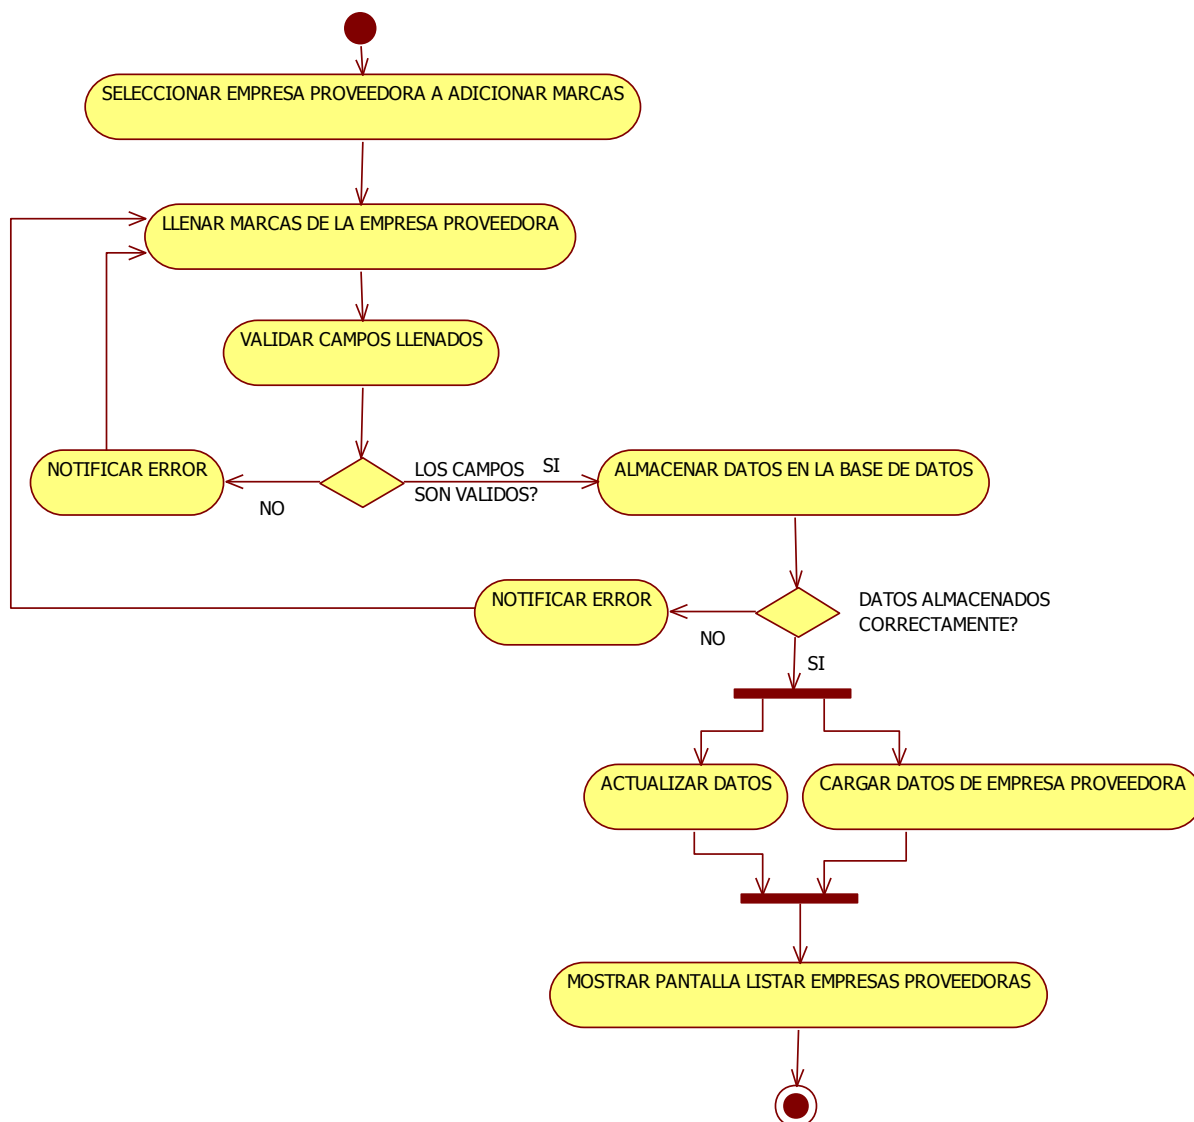 SELECCIONAR EMPRESA PROVEEDORA A ADICIONAR MARCAS
LLENAR MARCAS DE LA EMPRESA PROVEEDORA
VALIDAR CAMPOS LLENADOS
NOTIFICAR ERROR
NO
LOS CAMPOS
SON VALIDOS?
SI
ALMACENAR DATOS EN LA BASE DE DATOS
NOTIFICAR ERROR
NO
DATOS ALMACENADOS
CORRECTAMENTE?
SI
ACTUALIZAR DATOS
CARGAR DATOS DE EMPRESA PROVEEDORA
MOSTRAR PANTALLA LISTAR EMPRESAS PROVEEDORAS